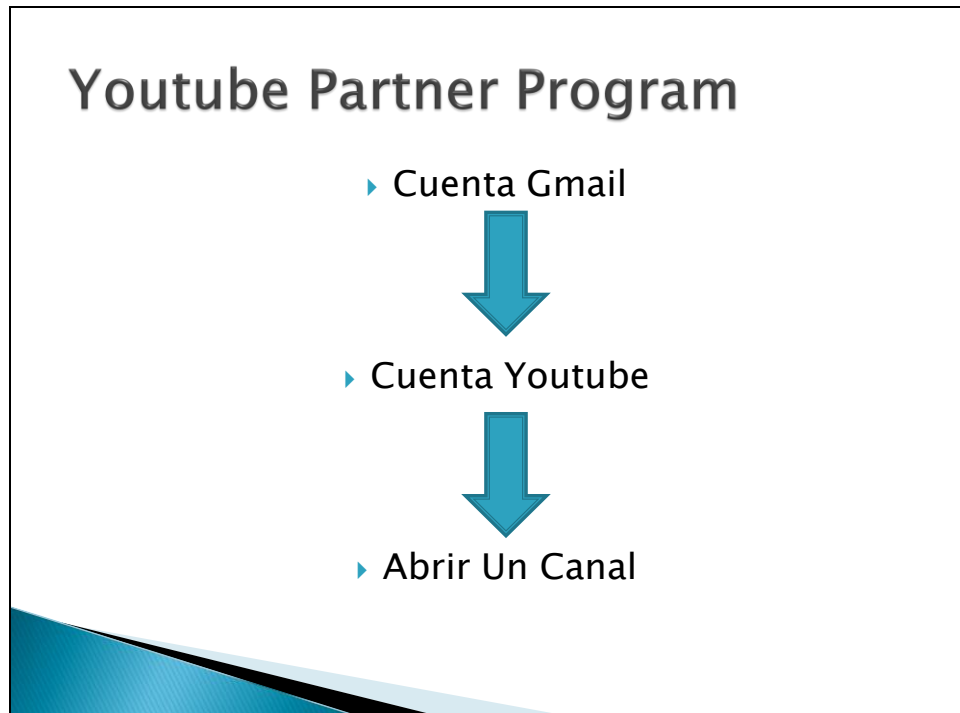 Youtube Partner Program
Cuenta Gmail
Cuenta Youtube
Abrir Un Canal